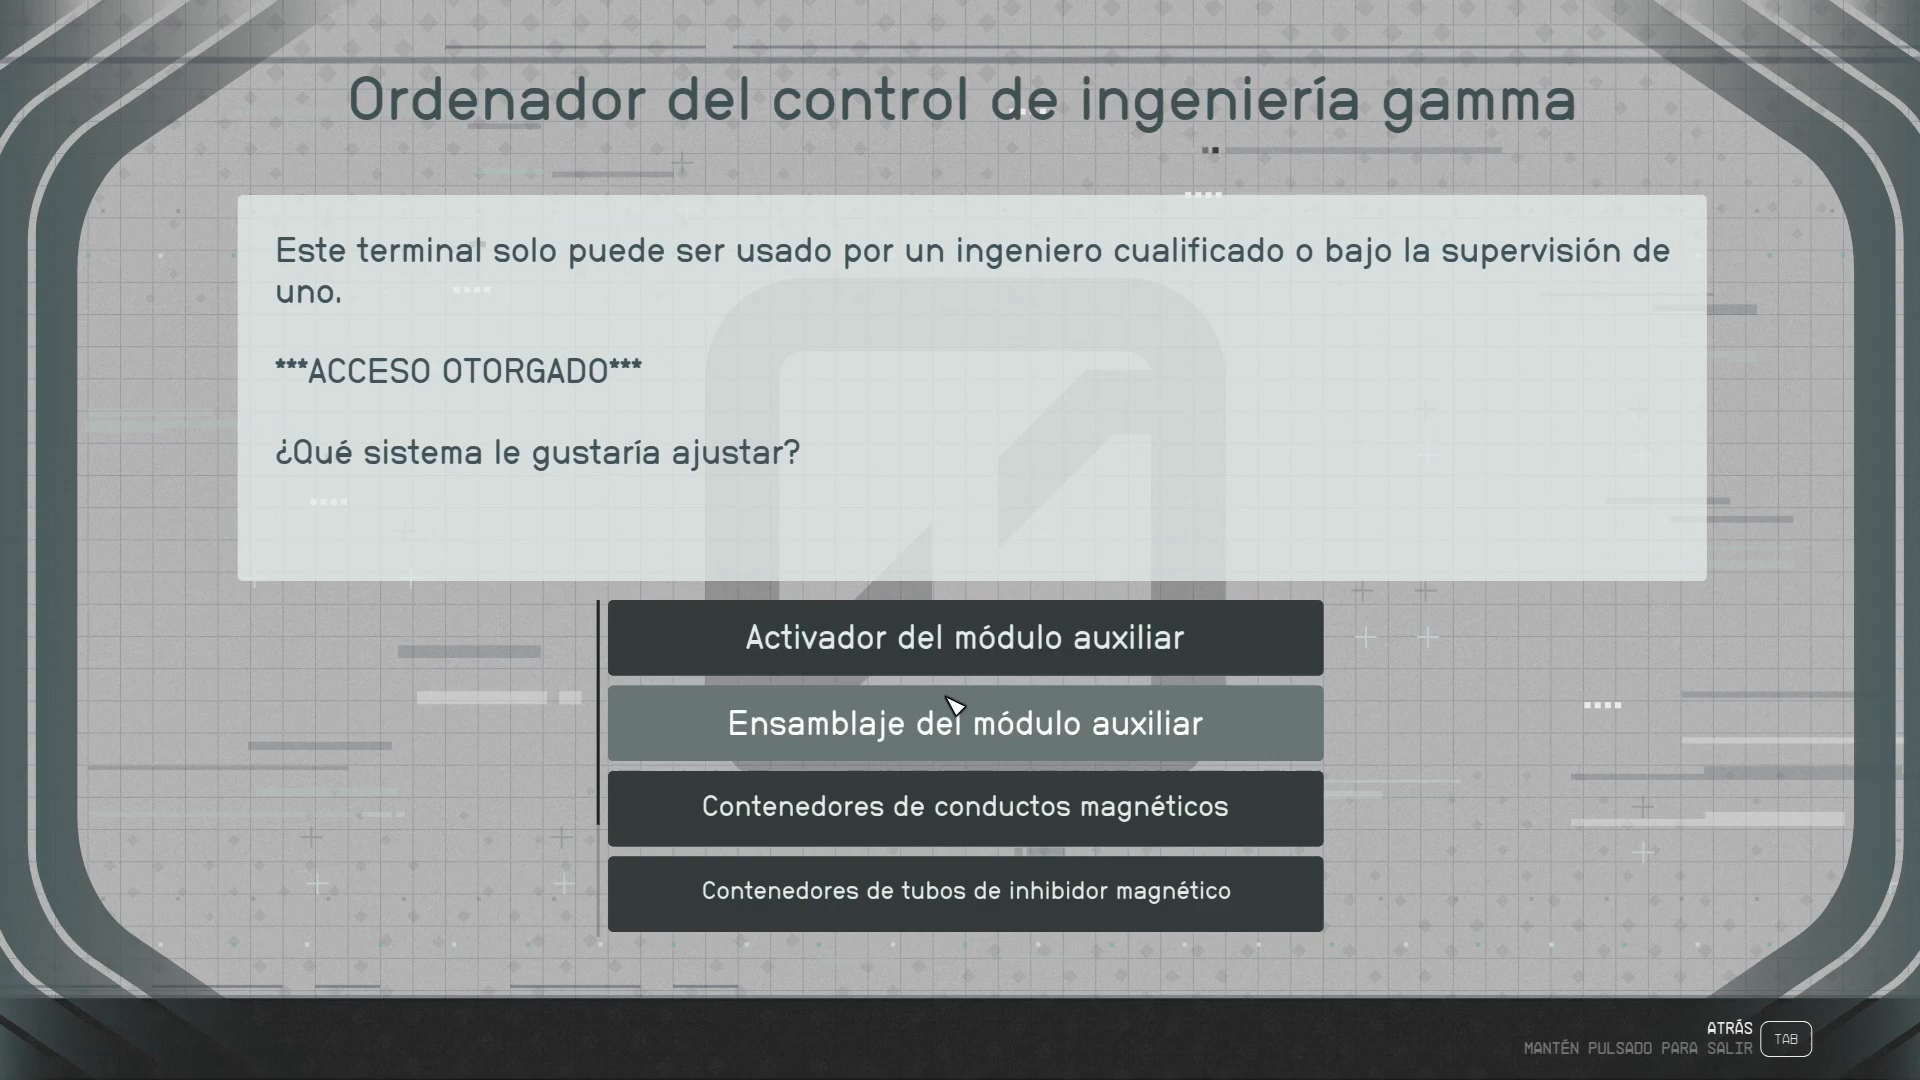 Ordenador del control de ingeniería gamma
Este terminal solo puede ser usado por un ingeniero cualificado o bajo la supervisión de
uno.
***ACCESO OTORGADO***
¿Qué sistema le gustaría ajustar?
Activador del módulo auxiliar
Ensamblaje del módulo auxiliar
Contenedores de conductos magnéticos
Contenedores de tubos de inhibidor magnético
ATRÁS
TAB
MANTÉN PULSADO PARA SALIR